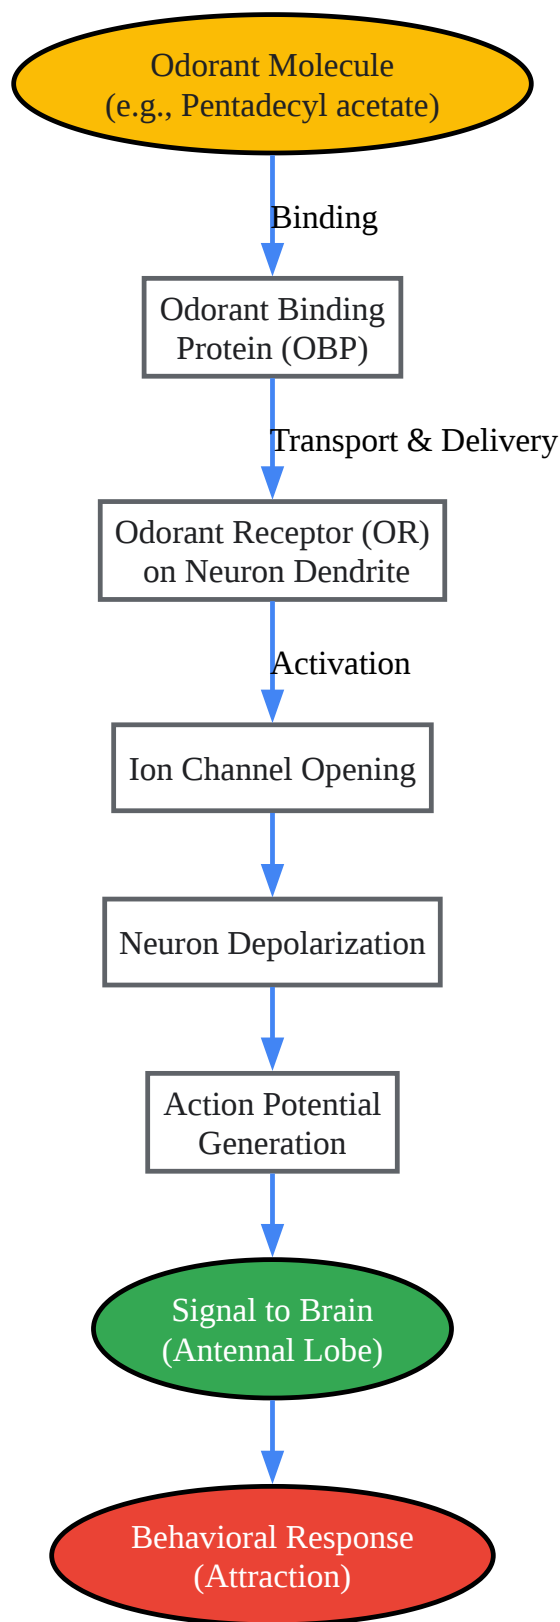 Odorant Molecule
(e.g., Pentadecyl acetate)
Binding
Odorant Binding
Protein (OBP)
Transport & Delivery
Odorant Receptor (OR)
on Neuron Dendrite
Activation
Ion Channel Opening
Neuron Depolarization
Action Potential
Generation
Signal to Brain
(Antennal Lobe)
Behavioral Response
(Attraction)